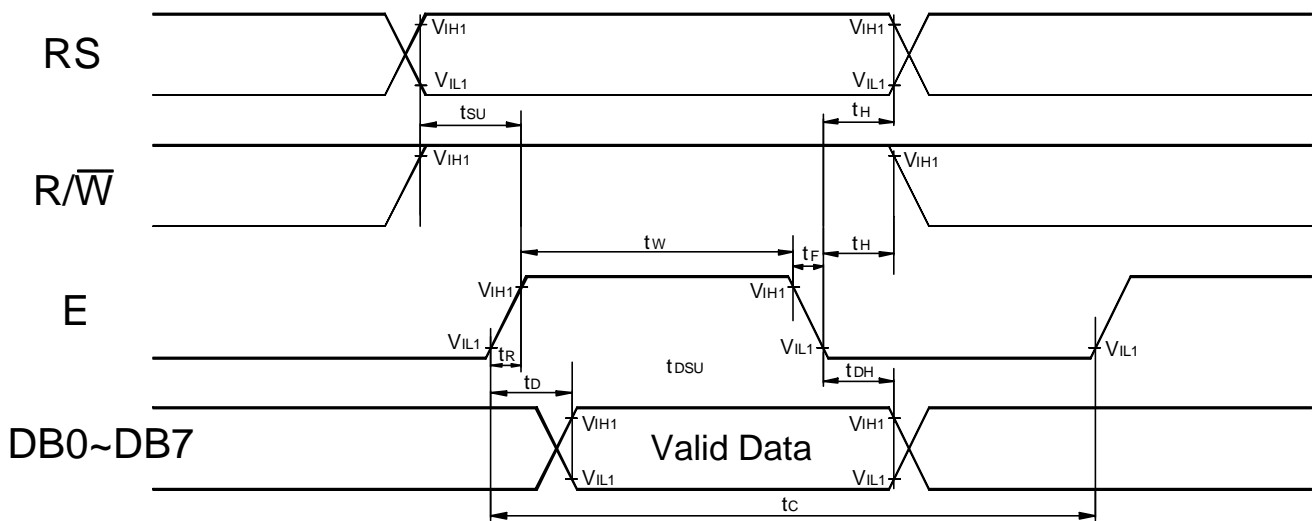 RS
VIH1
VIH1
VIL1
VIL1
tSU
tH
R/W̅
VIH1
VIH1
tW
tF
tH
E
VIH1
VIH1
VIL1
VIL1
VIL1
tR
tDSU
tD
tDH
DB0~DB7
VIH1
Valid Data
VIH1
VIL1
VIL1
tC